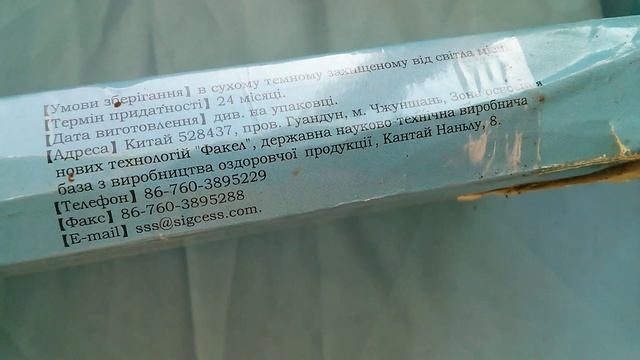 【Умови зберігання】 в сухому темному захищеному від світла місці.
【Термін придатності】 24 місяці.
【Дата виготовлення】 див. на упаковці.
【Адреса】 Китай 528437, пров. Гуандун, м. Чжуншань, Зона
нових технологій "Факел", державна науково-технічна виробнича
база з виробництва оздоровчої продукції, Кантай Наньлу, 8.
【Телефон】 86-760-3895229
【Факс】 86-760-3895288
【E-mail】 sss@sigcess.com.